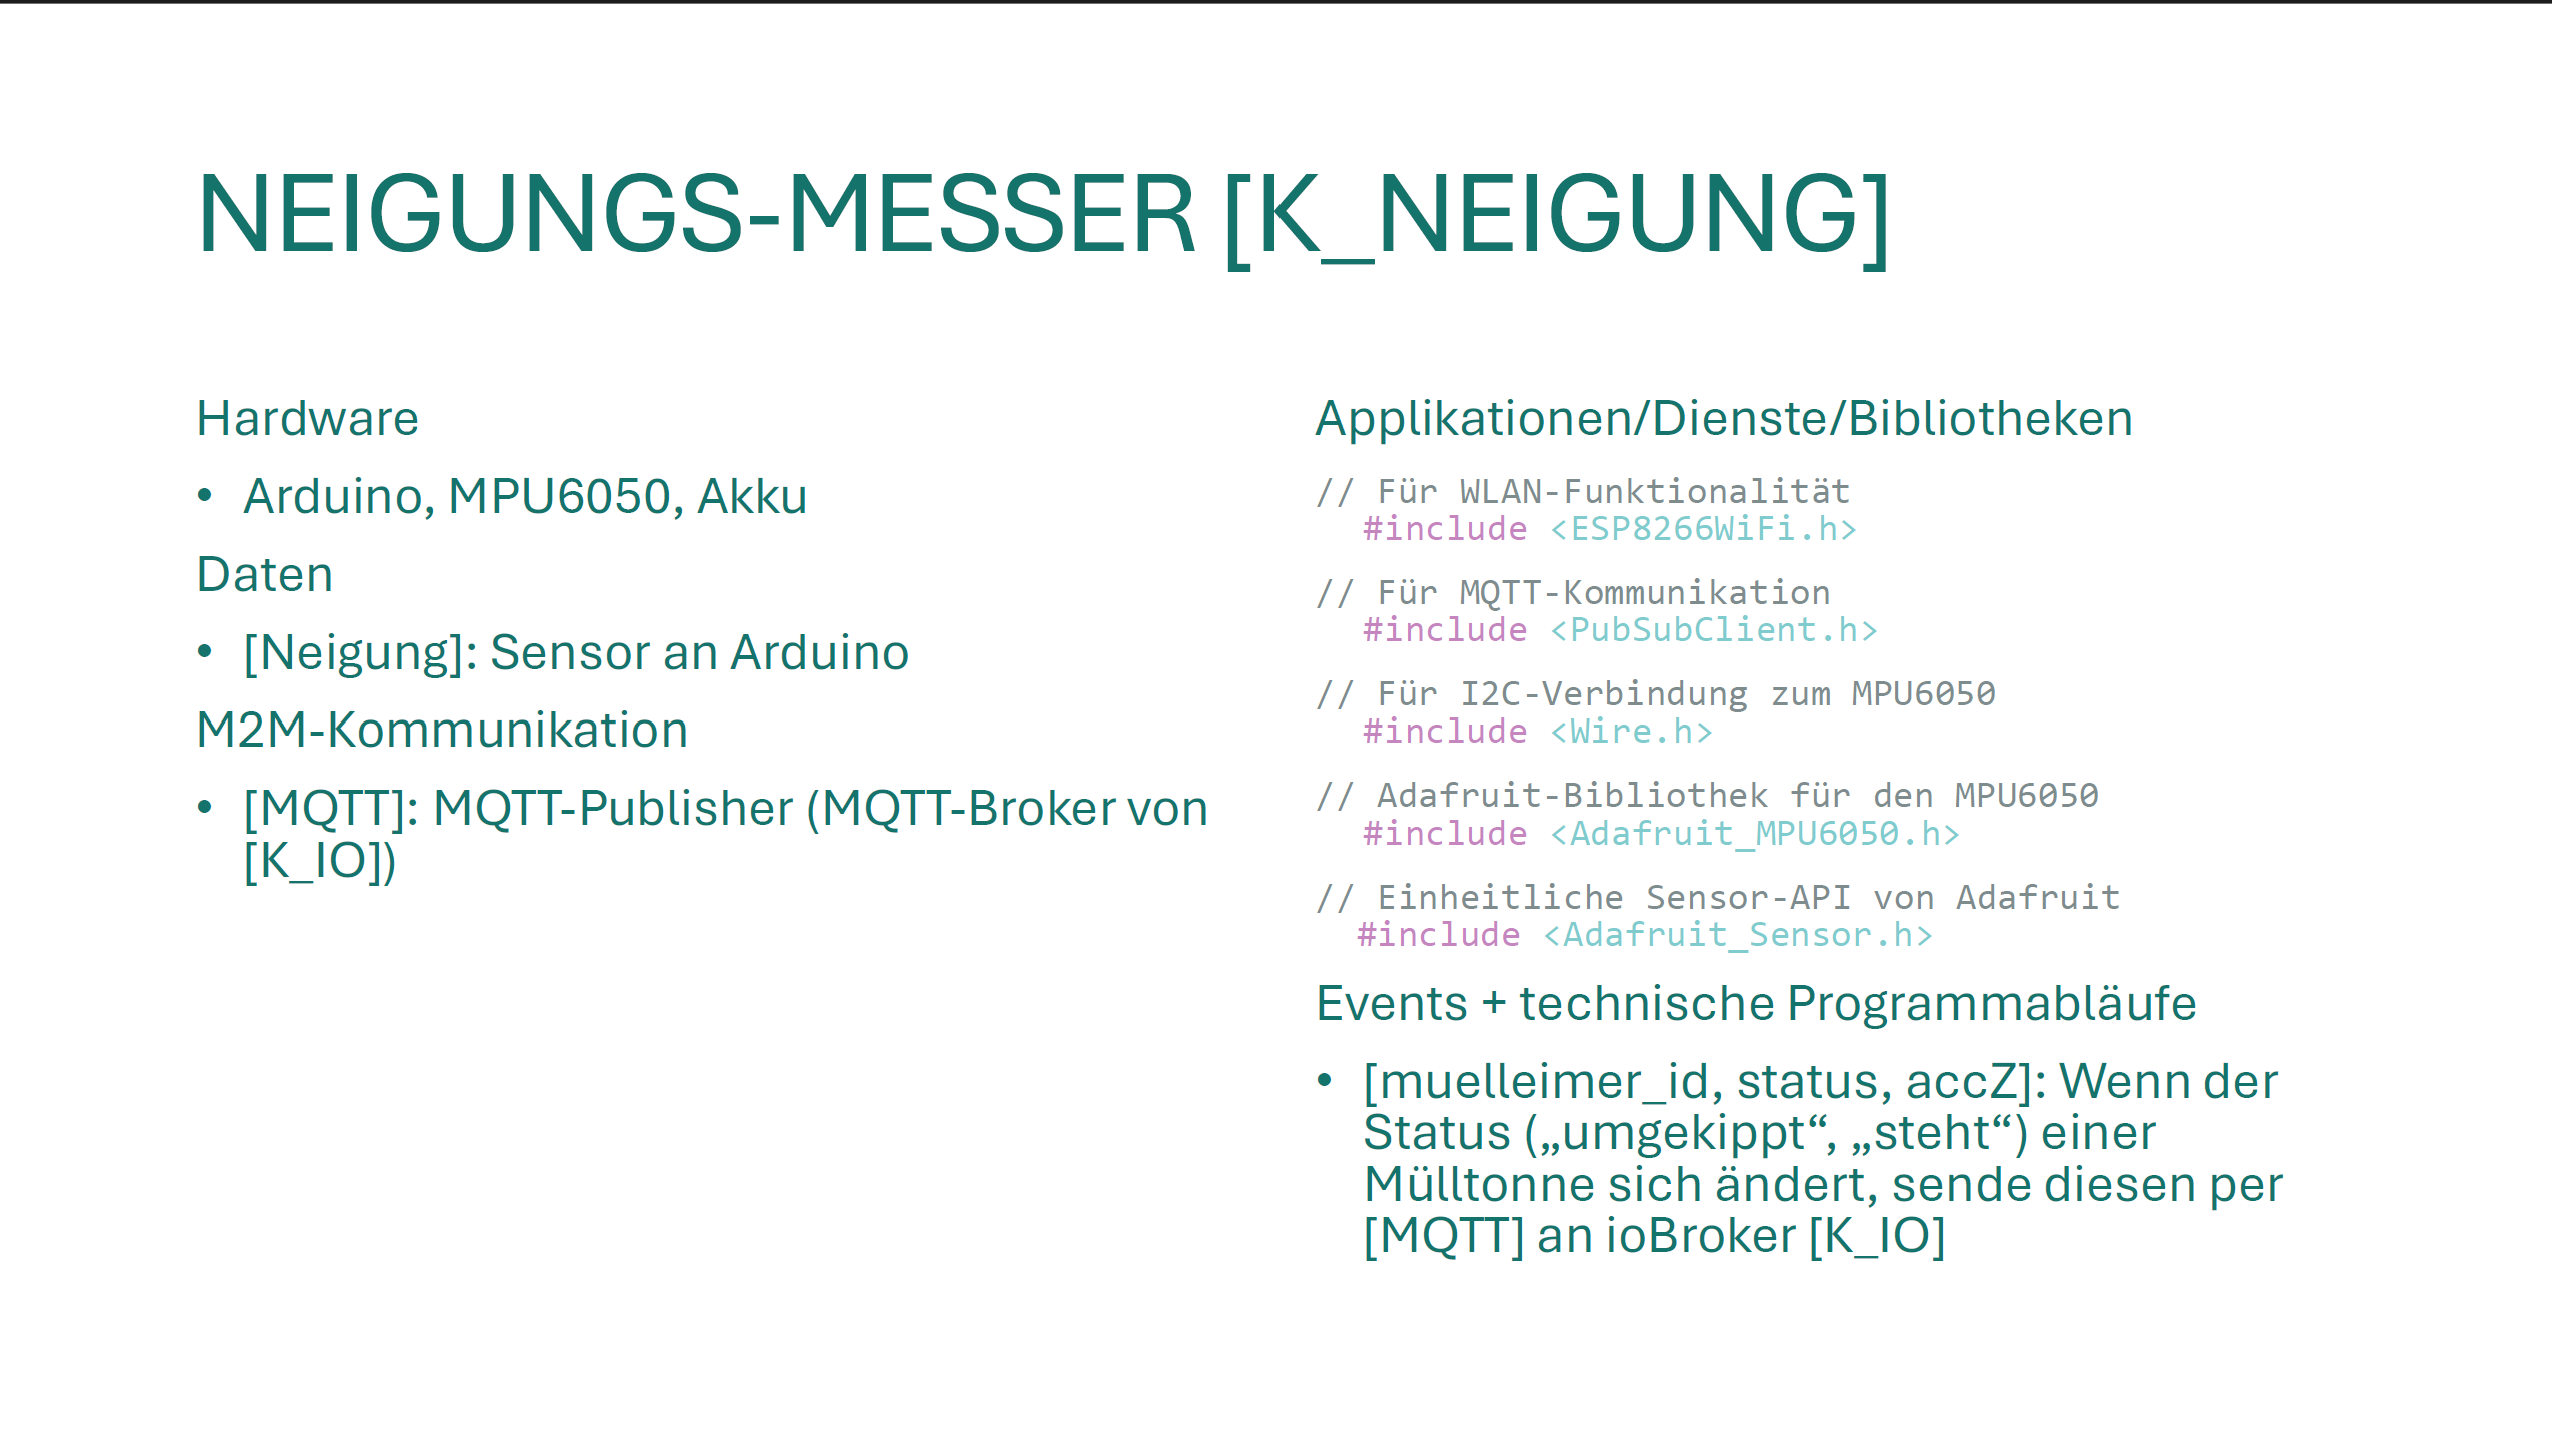 NEIGUNGS-MESSER [K_NEIGUNG]
Hardware
• Arduino, MPU6050, Akku
Daten
• [Neigung]: Sensor an Arduino
M2M-Kommunikation
• [MQTT]: MQTT-Publisher (MQTT-Broker von
[K_IO])
Applikationen/Dienste/Bibliotheken
// Für WLAN-Funktionalität
#include <ESP8266WiFi.h>
// Für MQTT-Kommunikation
#include <PubSubClient.h>
// Für I2C-Verbindung zum MPU6050
#include <Wire.h>
// Adafruit-Bibliothek für den MPU6050
#include <Adafruit_MPU6050.h>
// Einheitliche Sensor-API von Adafruit
#include <Adafruit_Sensor.h>
Events + technische Programmabläufe
• [muelleimer_id, status, accZ]: Wenn der
Status („umgekippt“, „steht“) einer
Mülltonne sich ändert, sende diesen per
[MQTT] an ioBroker [K_IO]